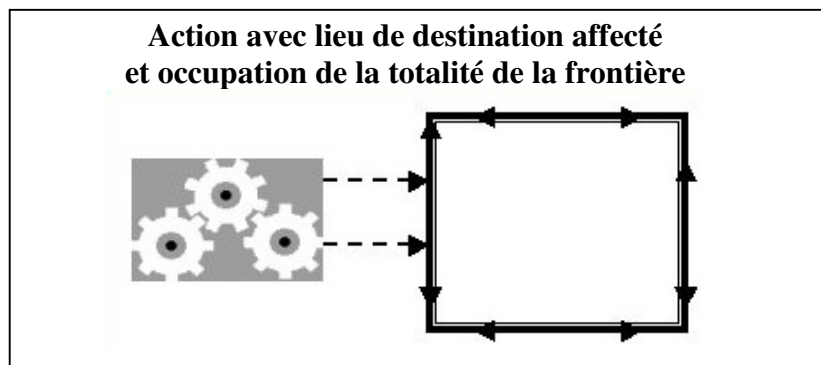 Action avec lieu de destination affecté
et occupation de la totalité de la frontière